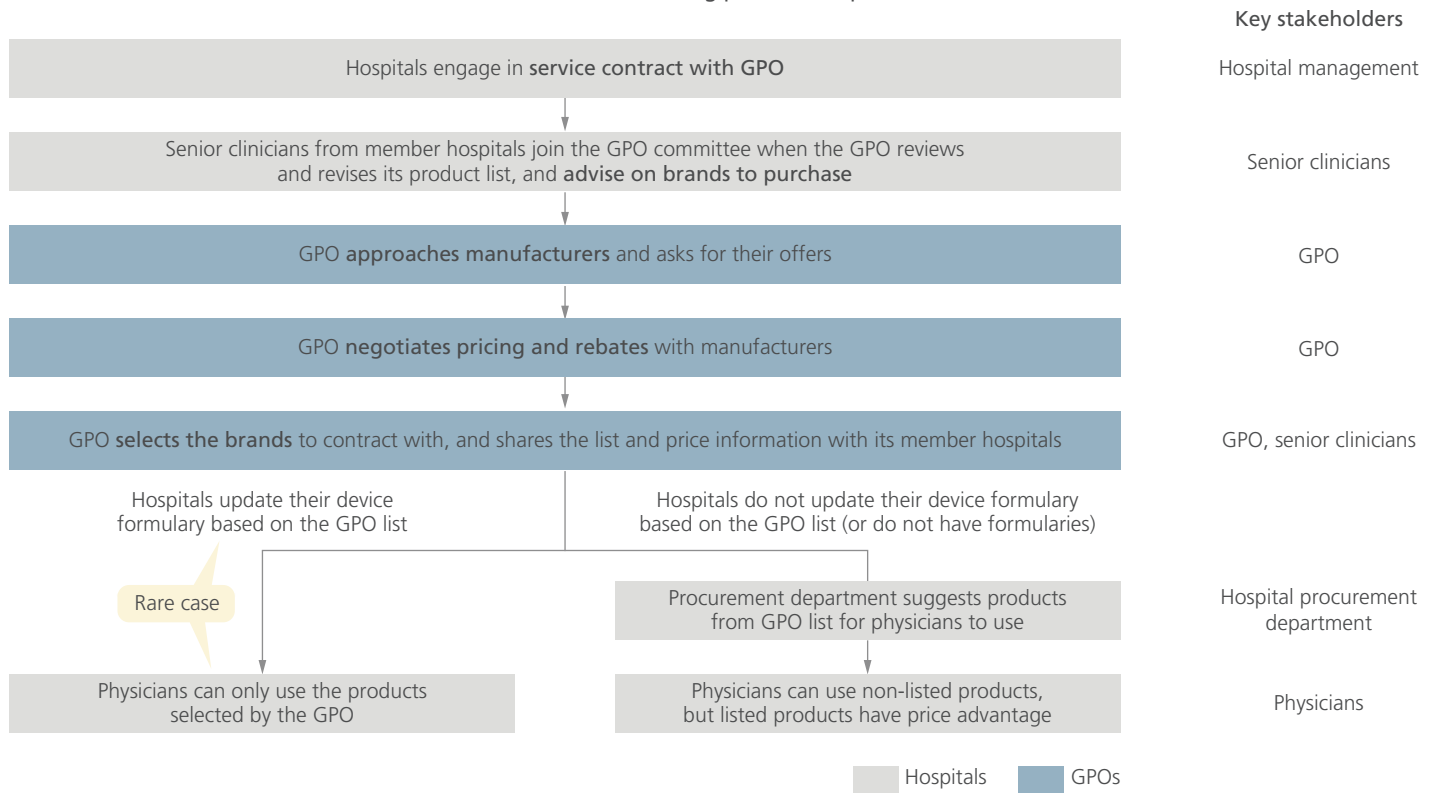 Key stakeholders
Hospitals engage in service contract with GPO
Hospital management
Senior clinicians from member hospitals join the GPO committee when the GPO reviews
and revises its product list, and advise on brands to purchase
Senior clinicians
GPO approaches manufacturers and asks for their offers
GPO
GPO negotiates pricing and rebates with manufacturers
GPO
GPO selects the brands to contract with, and shares the list and price information with its member hospitals
GPO, senior clinicians
Hospitals update their device
formulary based on the GPO list
Hospitals do not update their device formulary
based on the GPO list (or do not have formularies)
Rare case
Procurement department suggests products
from GPO list for physicians to use
Hospital procurement
department
Physicians can only use the products
selected by the GPO
Physicians can use non-listed products,
but listed products have price advantage
Physicians
Hospitals
GPOs